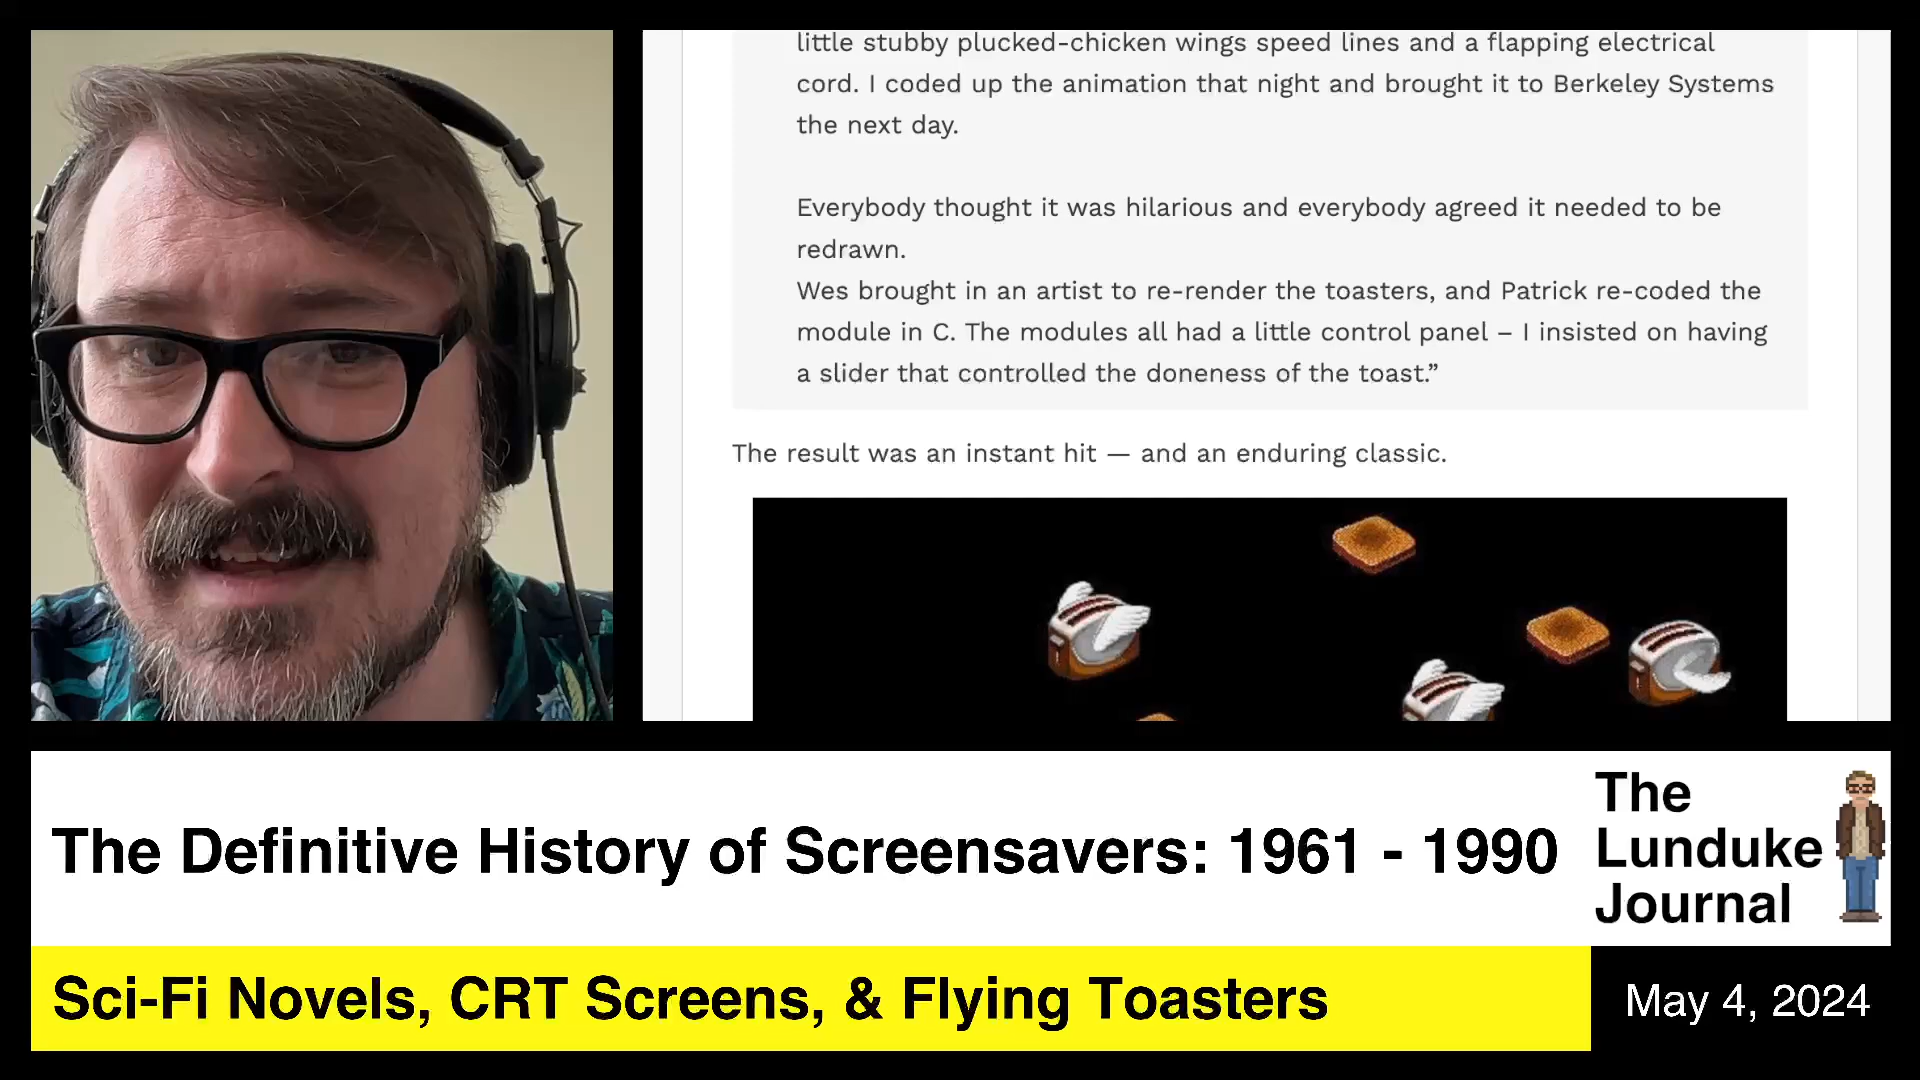 little stubby plucked-chicken wings speed lines and a flapping electrical
cord. I coded up the animation that night and brought it to Berkeley Systems
the next day.
Everybody thought it was hilarious and everybody agreed it needed to be
redrawn.
Wes brought in an artist to re-render the toasters, and Patrick re-coded the
module in C. The modules all had a little control panel – I insisted on having
a slider that controlled the doneness of the toast.”
The result was an instant hit — and an enduring classic.
The Definitive History of Screensavers: 1961 - 1990
The
Lunduke
Journal
Sci-Fi Novels, CRT Screens, & Flying Toasters
May 4, 2024